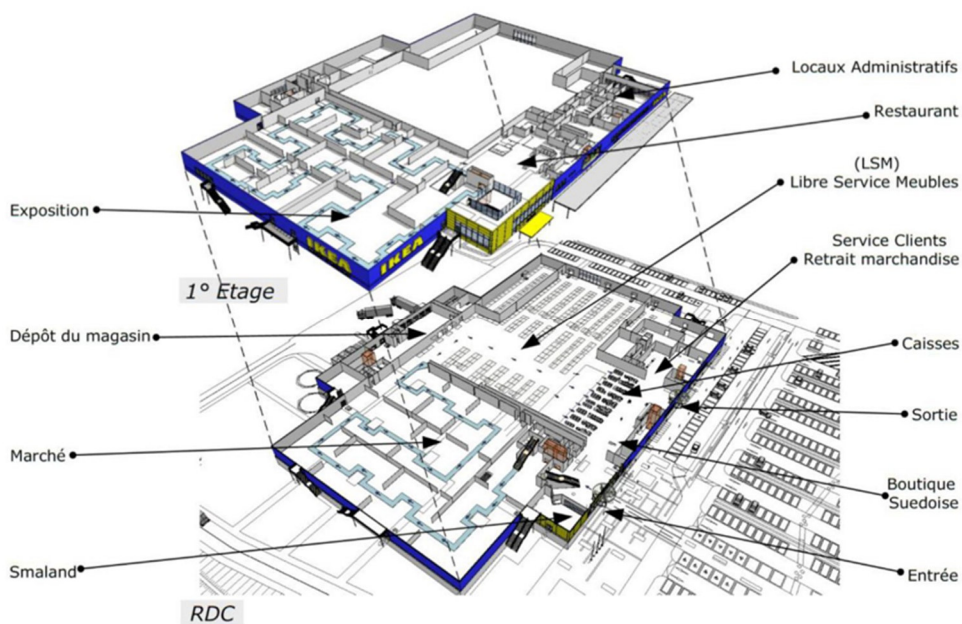 Locaux Administratifs
Restaurant
(LSM)
Libre Service Meubles
Exposition
IKEA
IKEA
Service Clients
Retrait marchandise
1° Etage
Dépôt du magasin
Caisses
Sortie
Marché
Boutique
Suedoise
Smaland
Entrée
RDC